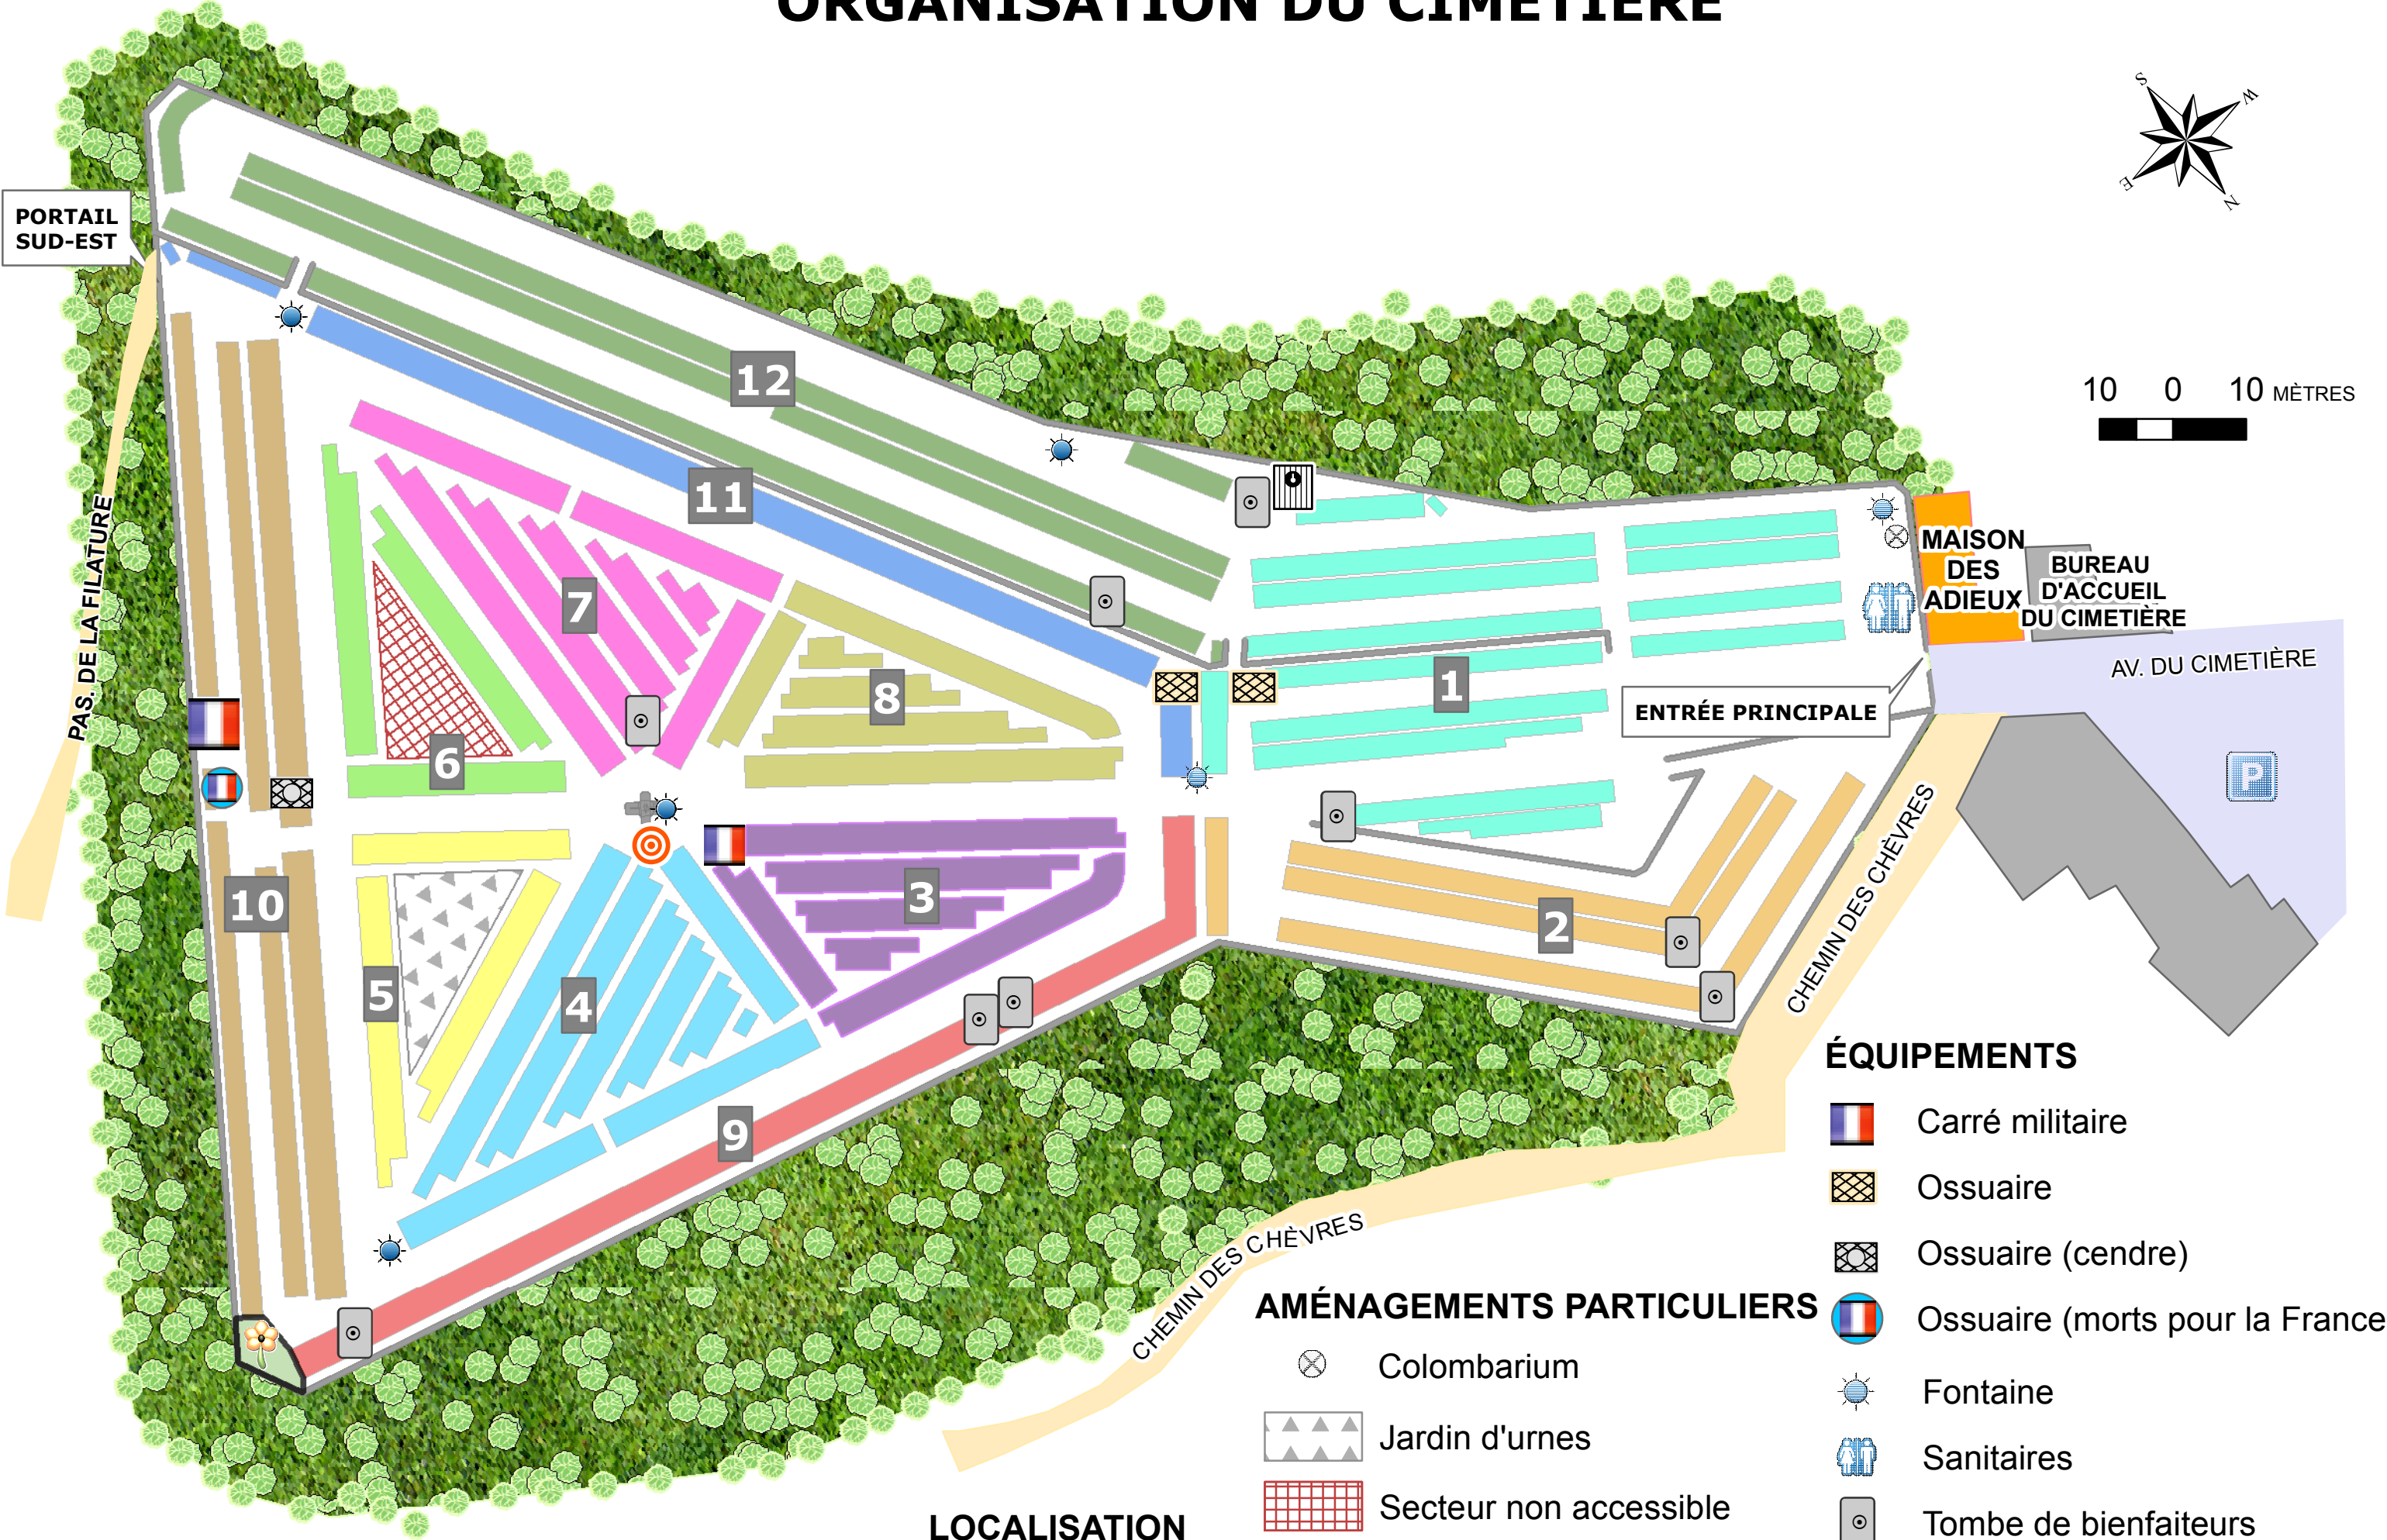 ORGANISATION DU CIMETIÈRE
S
W
E
N
PORTAIL
SUD-EST
10 0 10 MÈTRES
12
11
PAS. DE LA FILATURE
7
8
6
1
MAISON
DES
ADIEUX
BUREAU
D'ACCUEIL
DU CIMETIÈRE
AV. DU CIMETIÈRE
ENTRÉE PRINCIPALE
P
10
5
4
3
2
9
CHEMIN DES CHÈVRES
CHEMIN DES CHÈVRES
ÉQUIPEMENTS
Carré militaire
Ossuaire
Ossuaire (cendre)
Ossuaire (morts pour la France
Fontaine
Sanitaires
Tombe de bienfaiteurs
AMÉNAGEMENTS PARTICULIERS
Colombarium
Jardin d'urnes
Secteur non accessible
LOCALISATION